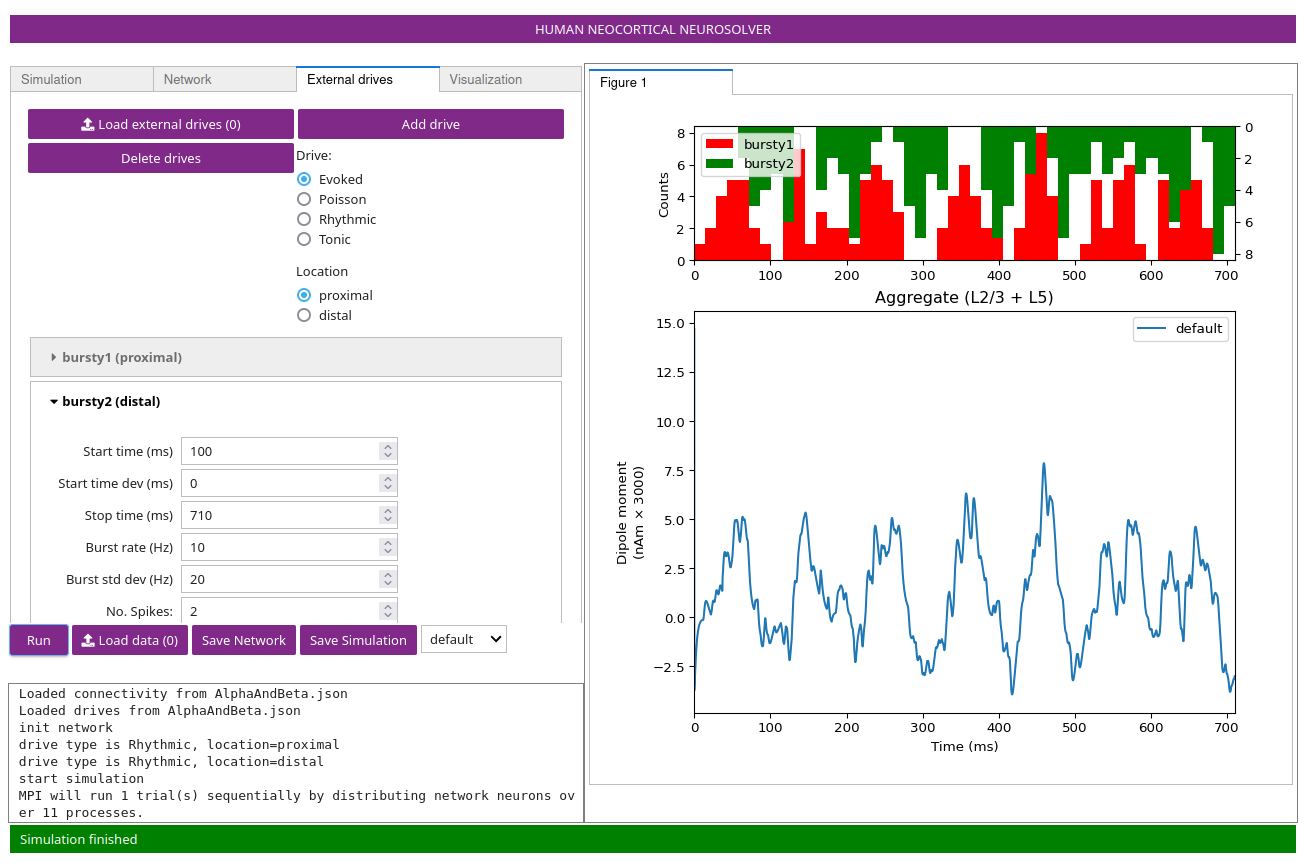 HUMAN NEOCORTICAL NEUROSOLVER
Simulation
Network
External drives
Visualization
Load external drives (0)
Add drive
Delete drives
Drive:
Evoked
Poisson
Rhythmic
Tonic
Location
proximal
distal
bursty1 (proximal)
bursty2 (distal)
Start time (ms) 100
Start time dev (ms) 0
Stop time (ms) 710
Burst rate (Hz) 10
Burst std dev (Hz) 20
No. Spikes: 2
Run
Load data (0)
Save Network
Save Simulation
default
Loaded connectivity from AlphaAndBeta.json
Loaded drives from AlphaAndBeta.json
init network
drive type is Rhythmic, location=proximal
drive type is Rhythmic, location=distal
start simulation
MPI will run 1 trial(s) sequentially by distributing network neurons ov
er 11 processes.
Simulation finished
Figure 1
bursty1
bursty2
Counts
8
6
4
2
0
0
2
4
6
8
0 100 200 300 400 500 600 700
Aggregate (L2/3 + L5)
default
Dipole moment
(nAm × 3000)
15.0
12.5
10.0
7.5
5.0
2.5
0.0
−2.5
0 100 200 300 400 500 600 700
Time (ms)